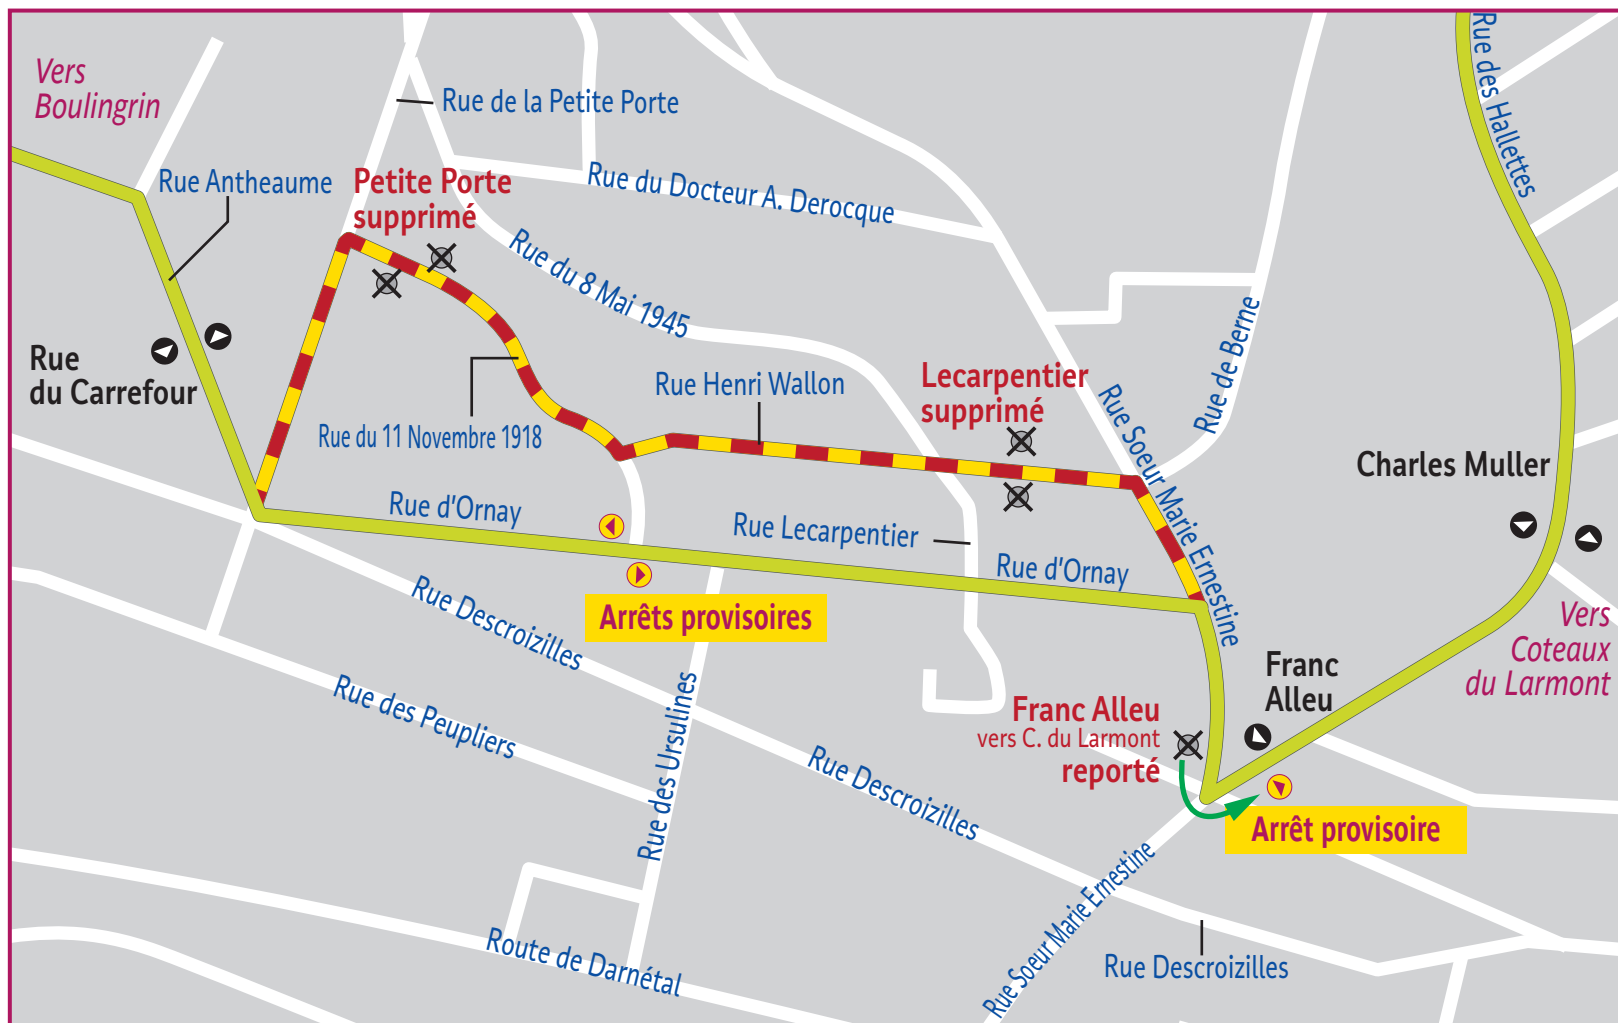 Vers
Boulingrin
Rue de la Petite Porte
Rue des Hallettes
Rue Antheaume
Petite Porte
supprimé
Rue du Docteur A. Derocque
Rue du 8 Mai 1945
Rue
du Carrefour
Rue Henri Wallon
Lecarpentier
supprimé
Rue de Berne
Rue du 11 Novembre 1918
Rue Soeur Marie Ernestine
Charles Muller
Rue d'Ornay
Rue Lecarpentier
Rue d'Ornay
Rue Descroizilles
Arrêts provisoires
Vers
Coteaux
du Larmont
Franc
Alleu
Rue des Peupliers
Rue des Ursulines
Franc Alleu
vers C. du Larmont
reporté
Rue Descroizilles
Arrêt provisoire
Rue Soeur Marie Ernestine
Route de Darnétal
Rue Descroizilles